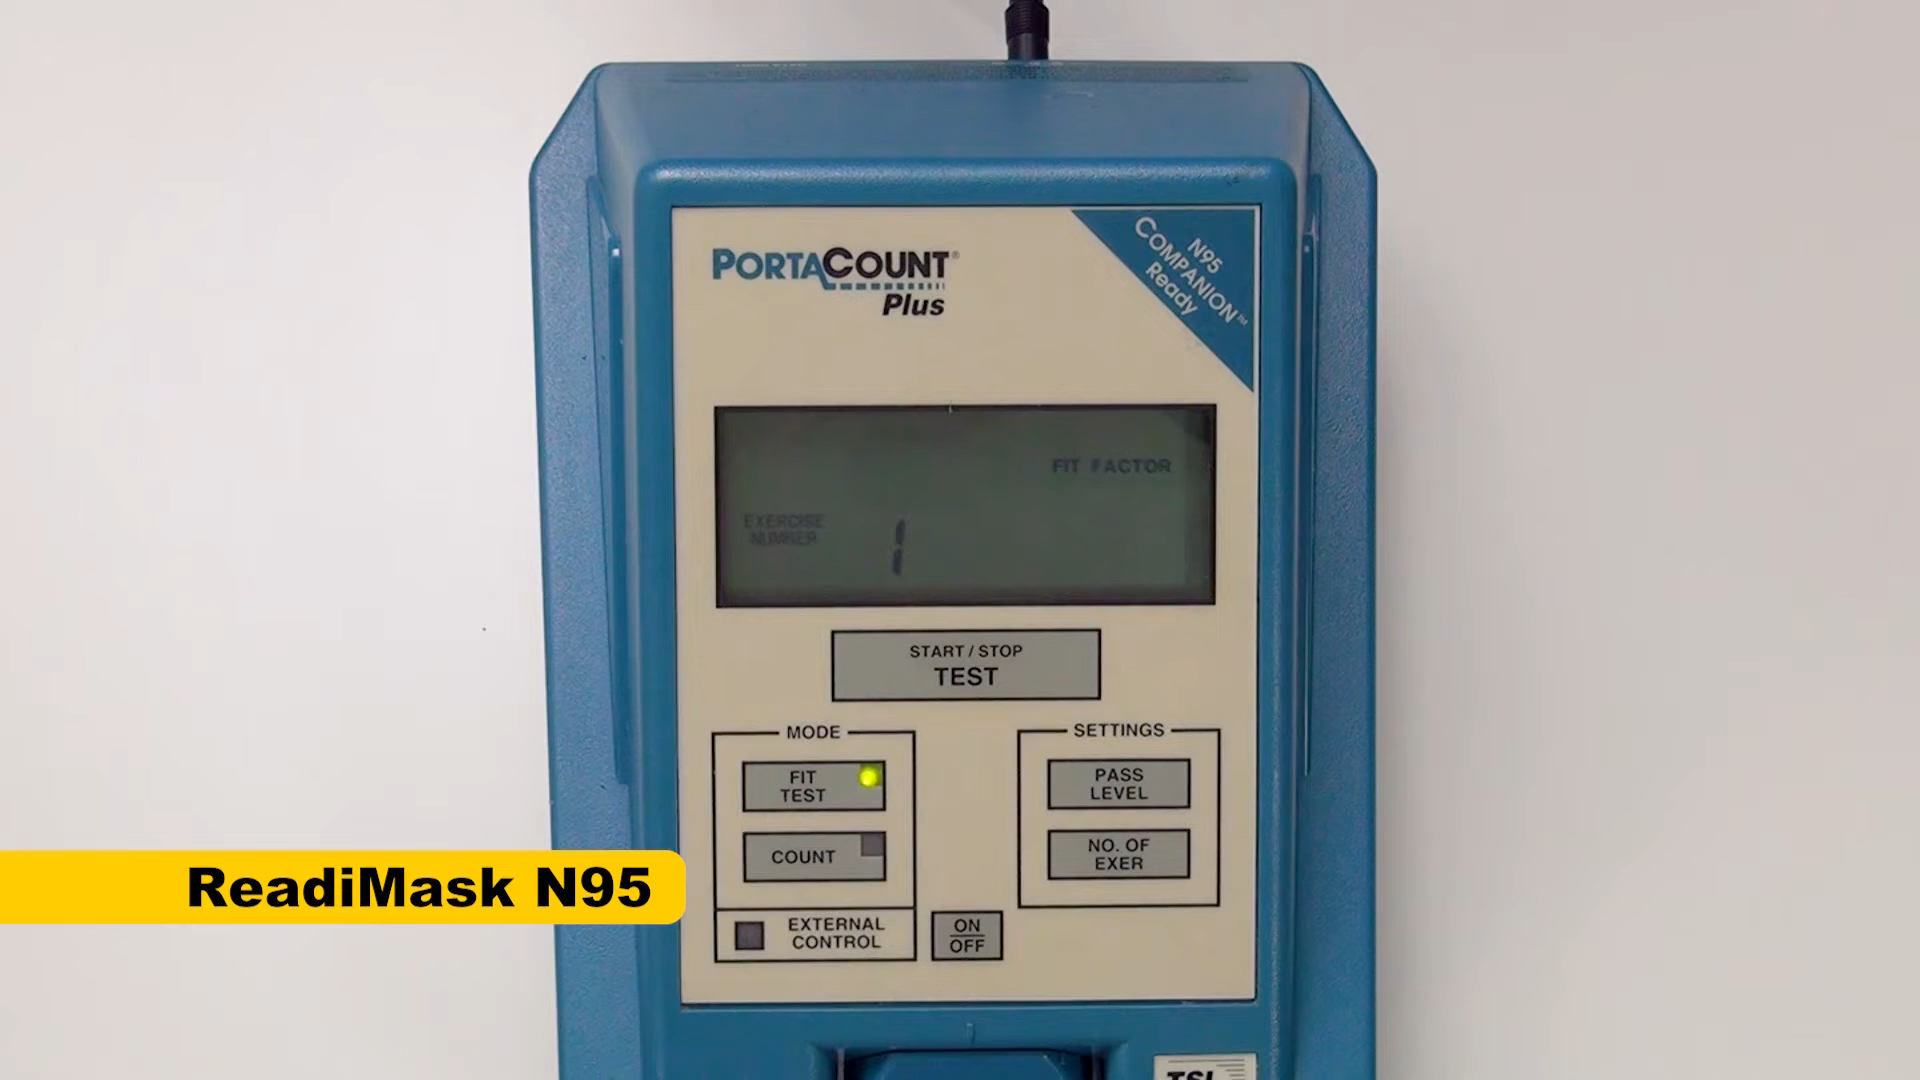 PORTACOUNT®
Plus
N95
COMPANION™
Ready
FIT FACTOR
EXERCISE
NUMBER
1
START / STOP
TEST
MODE
FIT
TEST
COUNT
EXTERNAL
CONTROL
ON
OFF
SETTINGS
PASS
LEVEL
NO. OF
EXER
ReadiMask N95
TSI